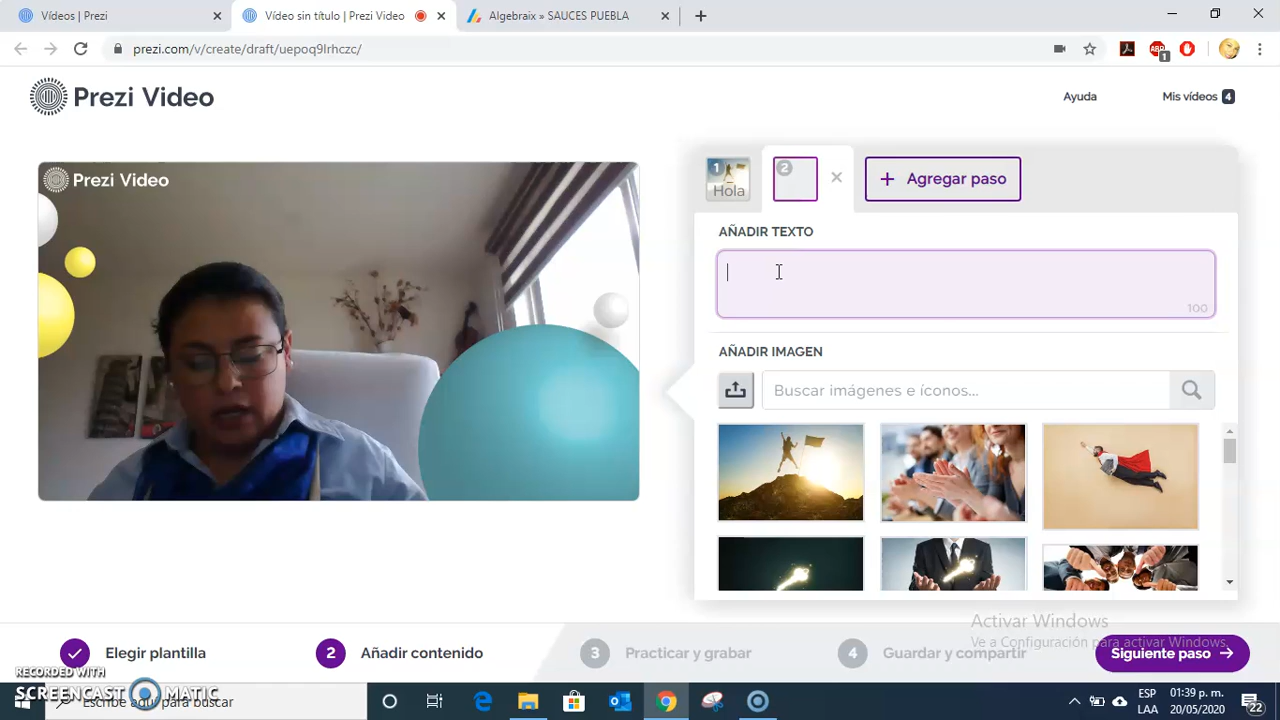 Vídeos | Prezi
Vídeo sin título | Prezi Video
Algebraix » SAUCES PUEBLA
prezi.com/v/create/draft/uepoq9lrhczc/
1
Prezi Video
Ayuda
Mis vídeos 4
Prezi Video
1
Hola
2
+ Agregar paso
AÑADIR TEXTO
100
AÑADIR IMAGEN
Buscar imágenes e íconos...
Activar Windows
Ve a Configuración para activar Windows.
Elegir plantilla
2 Añadir contenido
3 Practicar y grabar
4 Guardar y compartir
Siguiente paso →
RECORDED WITH
SCREENCAST MATIC
Escribe aquí para buscar
ESP
LAA
01:39 p. m.
20/05/2020
22